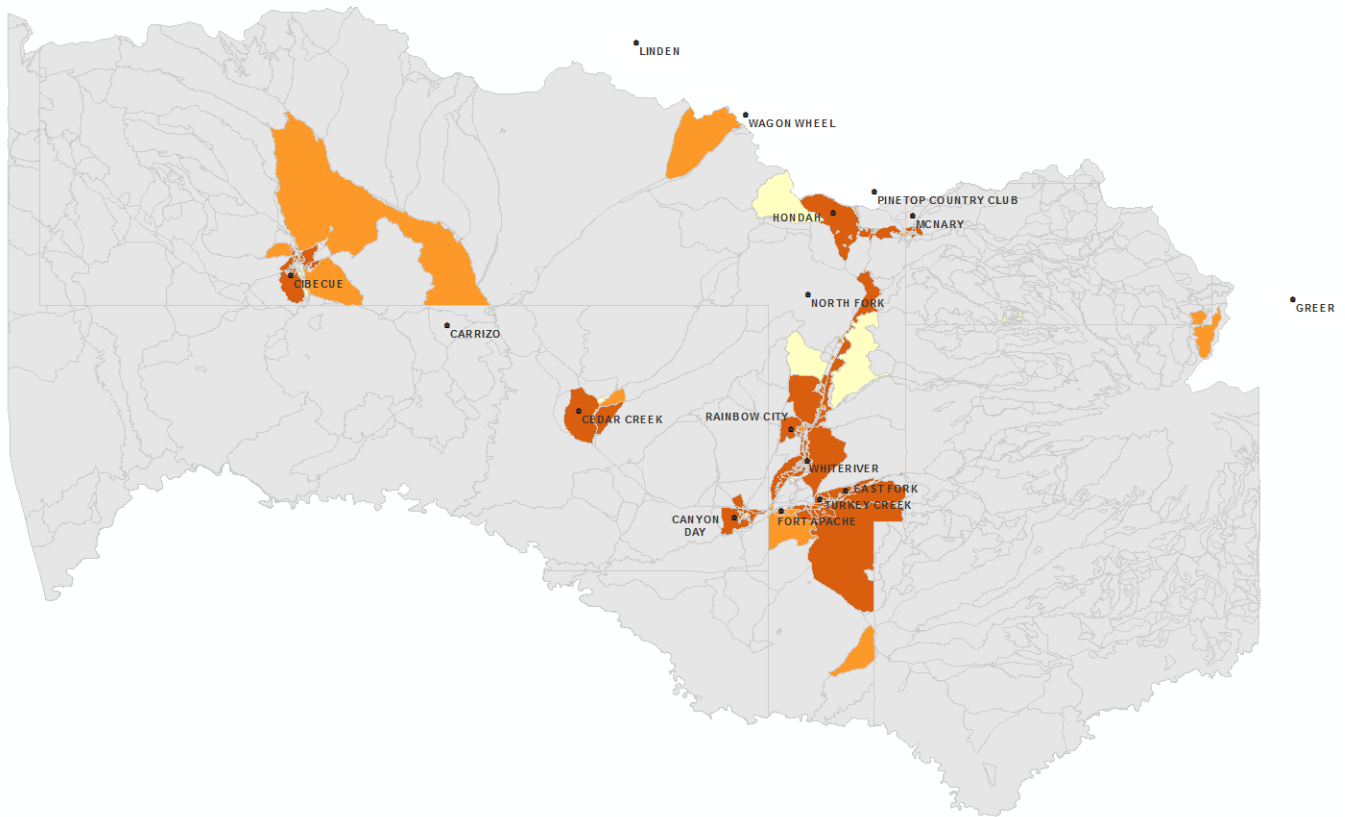 LINDEN
WAGON WHEEL
PINETOP COUNTRY CLUB
HONDAH
MCNARY
CIBECUE
NORTH FORK
GREER
CARRIZO
CEDAR CREEK
RAINBOW CITY
WHITERIVER
EAST FORK
TURKEY CREEK
CANYON
DAY
FORT APACHE